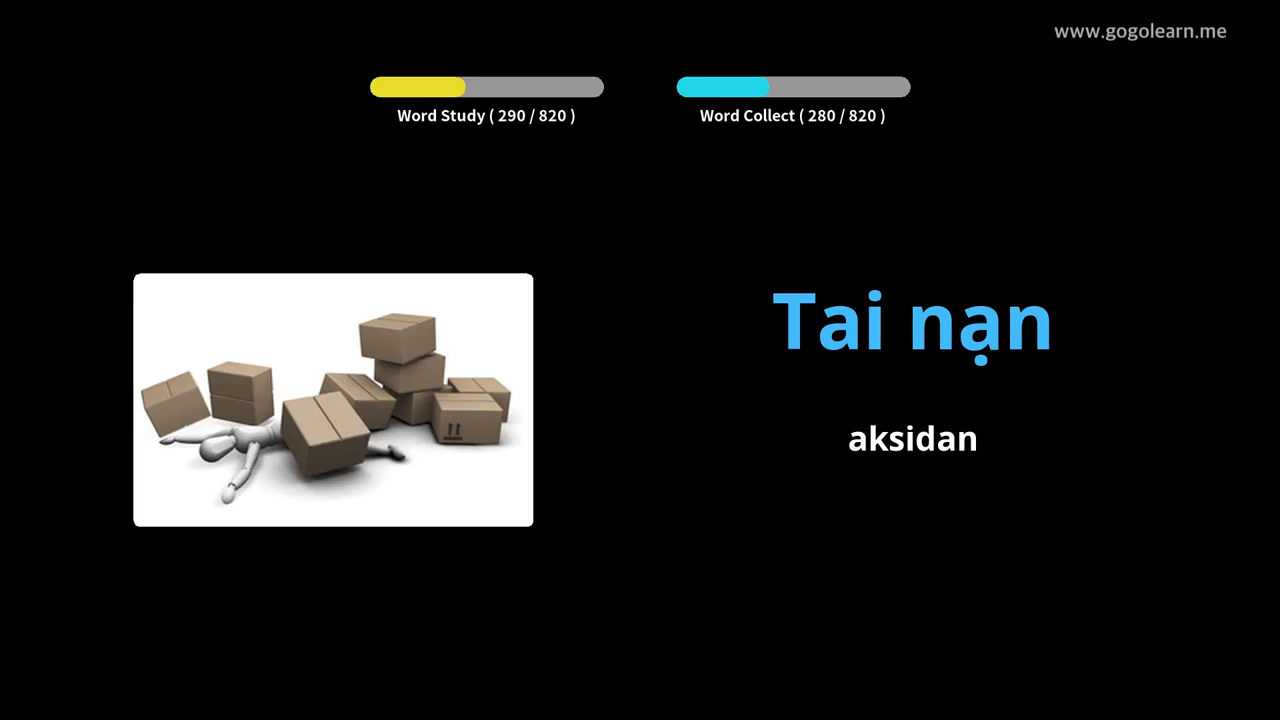 www.gogolearn.me
Word Study ( 290 / 820 )
Word Collect ( 280 / 820 )
Tai nạn
aksidan